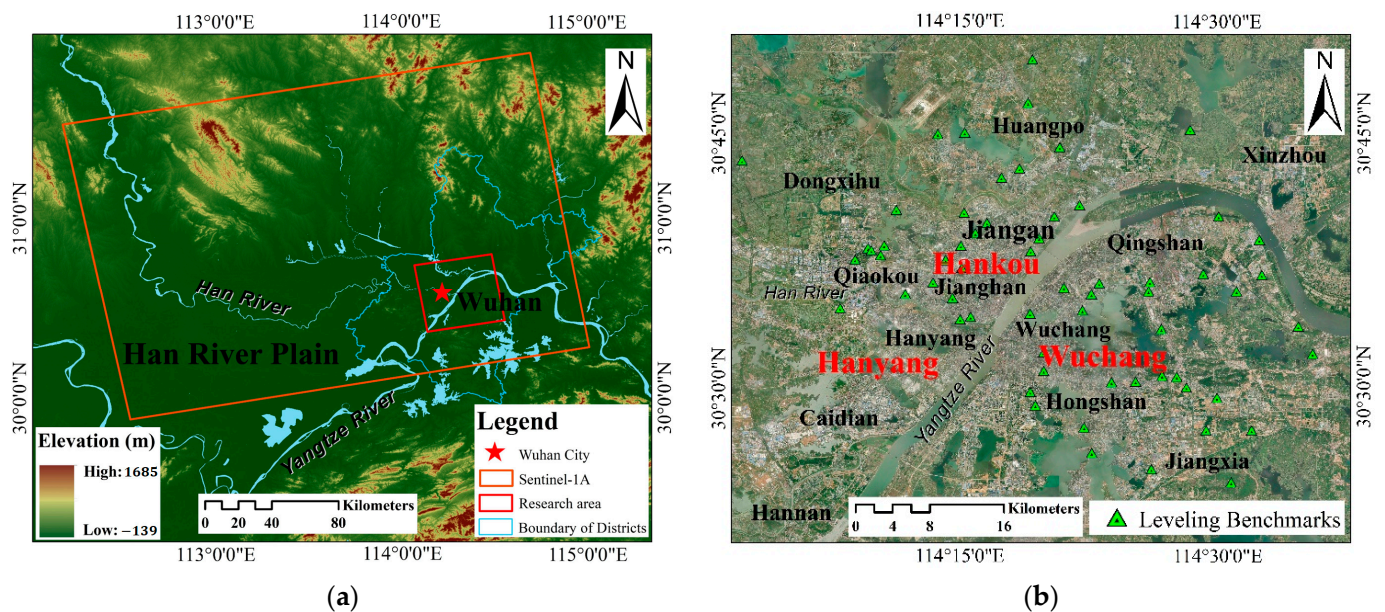 113°0'0"E
114°0'0"E
115°0'0"E
N
31°0'0"N
30°0'0"N
Han River
Wuhan
Han River Plain
Yangtze River
Elevation (m)
High: 1685
Low: −139
Kilometers
0 20 40 80
Legend
Wuhan City
Sentinel-1A
Research area
Boundary of Districts
31°0'0"N
30°0'0"N
113°0'0"E
114°0'0"E
115°0'0"E
(a)
114°15'0"E
114°30'0"E
N
30°45'0"N
30°30'0"N
Huangpo
Xinzhou
Dongxihu
Jiangan
Qingshan
Hankou
Qiaokou
Jianghan
Han River
Wuchang
Hanyang
Hanyang
Wuchang
Hongshan
Caidian
Yangtze River
Jiangxia
Hannan
Kilometers
0 2 4 8 16
Leveling Benchmarks
30°45'0"N
30°30'0"N
114°15'0"E
114°30'0"E
(b)